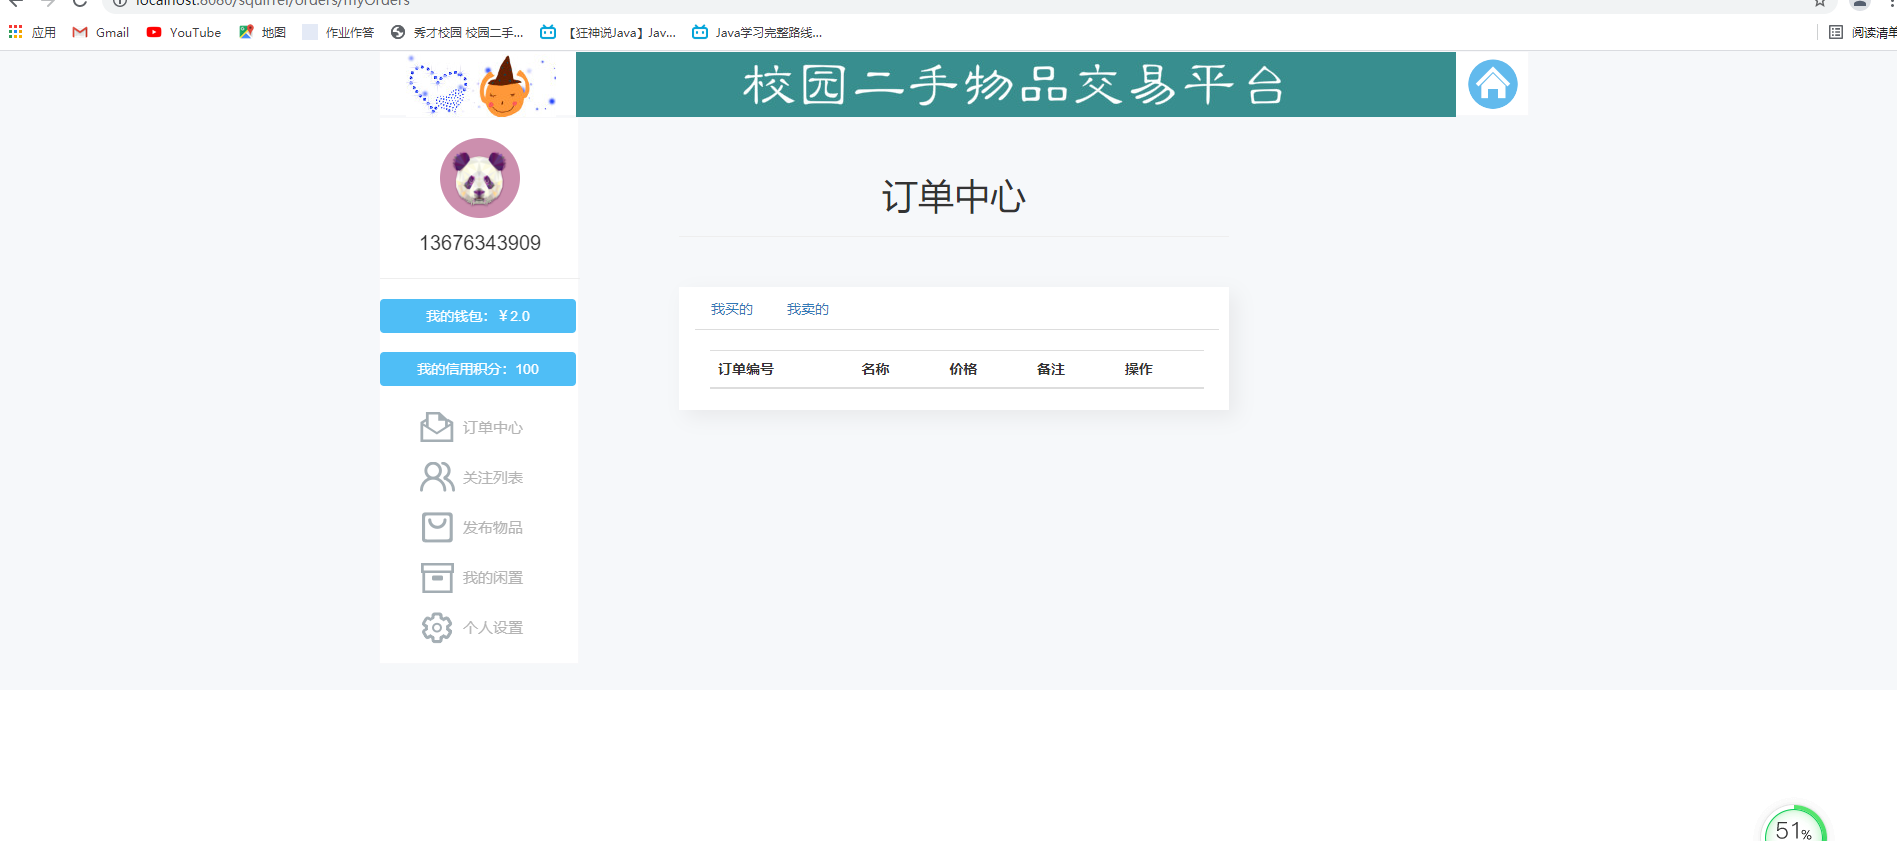 localhost:8080/squirrel/orders/myOrders
应用 Gmail YouTube 地图 作业作答 秀才校园 校园二手... 【狂神说Java】Jav... Java学习完整路线... 阅读清单
校园二手物品交易平台
13676343909
我的钱包：￥2.0
我的信用积分：100
订单中心
关注列表
发布物品
我的闲置
个人设置
订单中心
我买的 我卖的
订单编号 名称 价格 备注 操作
51%